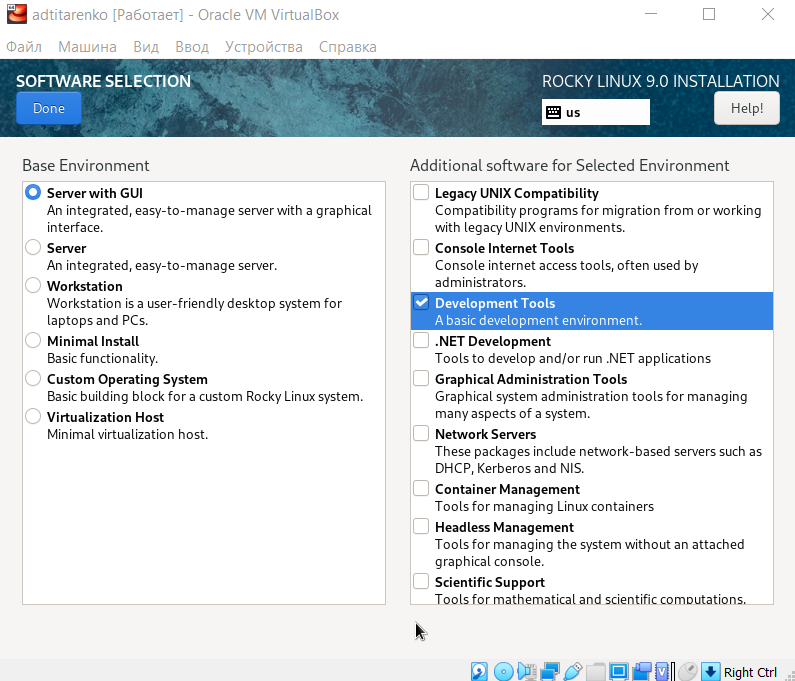 adtitarenko [Работает] - Oracle VM VirtualBox
Файл Машина Вид Ввод Устройства Справка
SOFTWARE SELECTION
ROCKY LINUX 9.0 INSTALLATION
Done
us
Help!
Base Environment
Server with GUI
An integrated, easy-to-manage server with a graphical
interface.
Server
An integrated, easy-to-manage server.
Workstation
Workstation is a user-friendly desktop system for
laptops and PCs.
Minimal Install
Basic functionality.
Custom Operating System
Basic building block for a custom Rocky Linux system.
Virtualization Host
Minimal virtualization host.
Additional software for Selected Environment
Legacy UNIX Compatibility
Compatibility programs for migration from or working
with legacy UNIX environments.
Console Internet Tools
Console internet access tools, often used by
administrators.
Development Tools
A basic development environment.
.NET Development
Tools to develop and/or run .NET applications
Graphical Administration Tools
Graphical system administration tools for managing
many aspects of a system.
Network Servers
These packages include network-based servers such as
DHCP, Kerberos and NIS.
Container Management
Tools for managing Linux containers
Headless Management
Tools for managing the system without an attached
graphical console.
Scientific Support
Tools for mathematical and scientific computations.
Right Ctrl